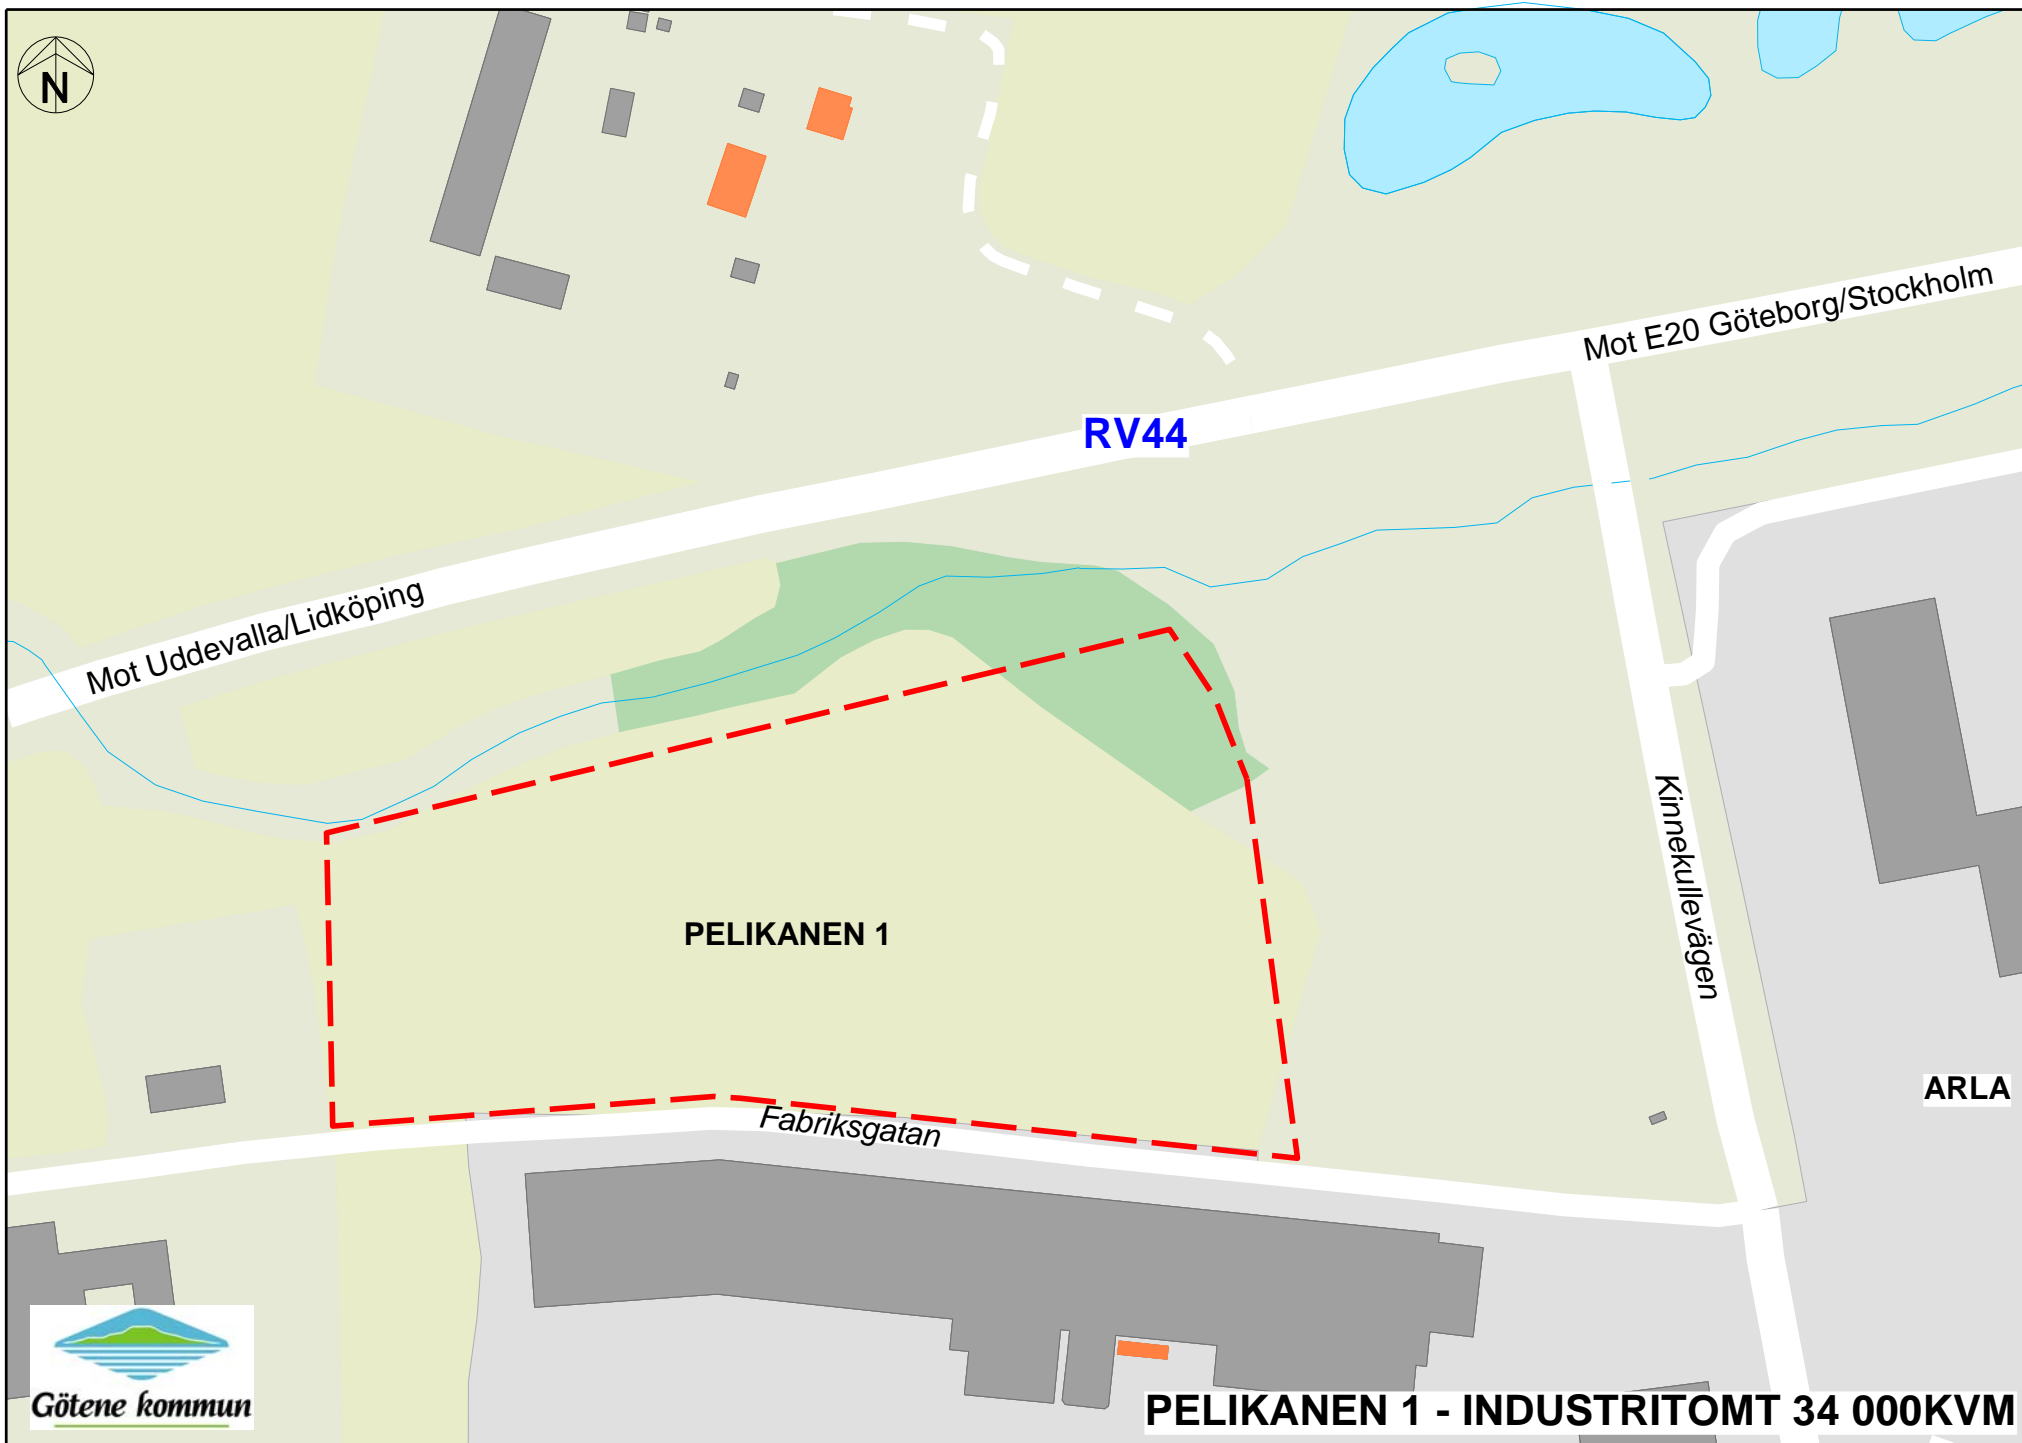 N
Mot E20 Göteborg/Stockholm
RV44
Mot Uddevalla/Lidköping
Kinnekullevägen
PELIKANEN 1
ARLA
Fabriksgatan
Götene kommun
PELIKANEN 1 - INDUSTRITOMT 34 000KVM